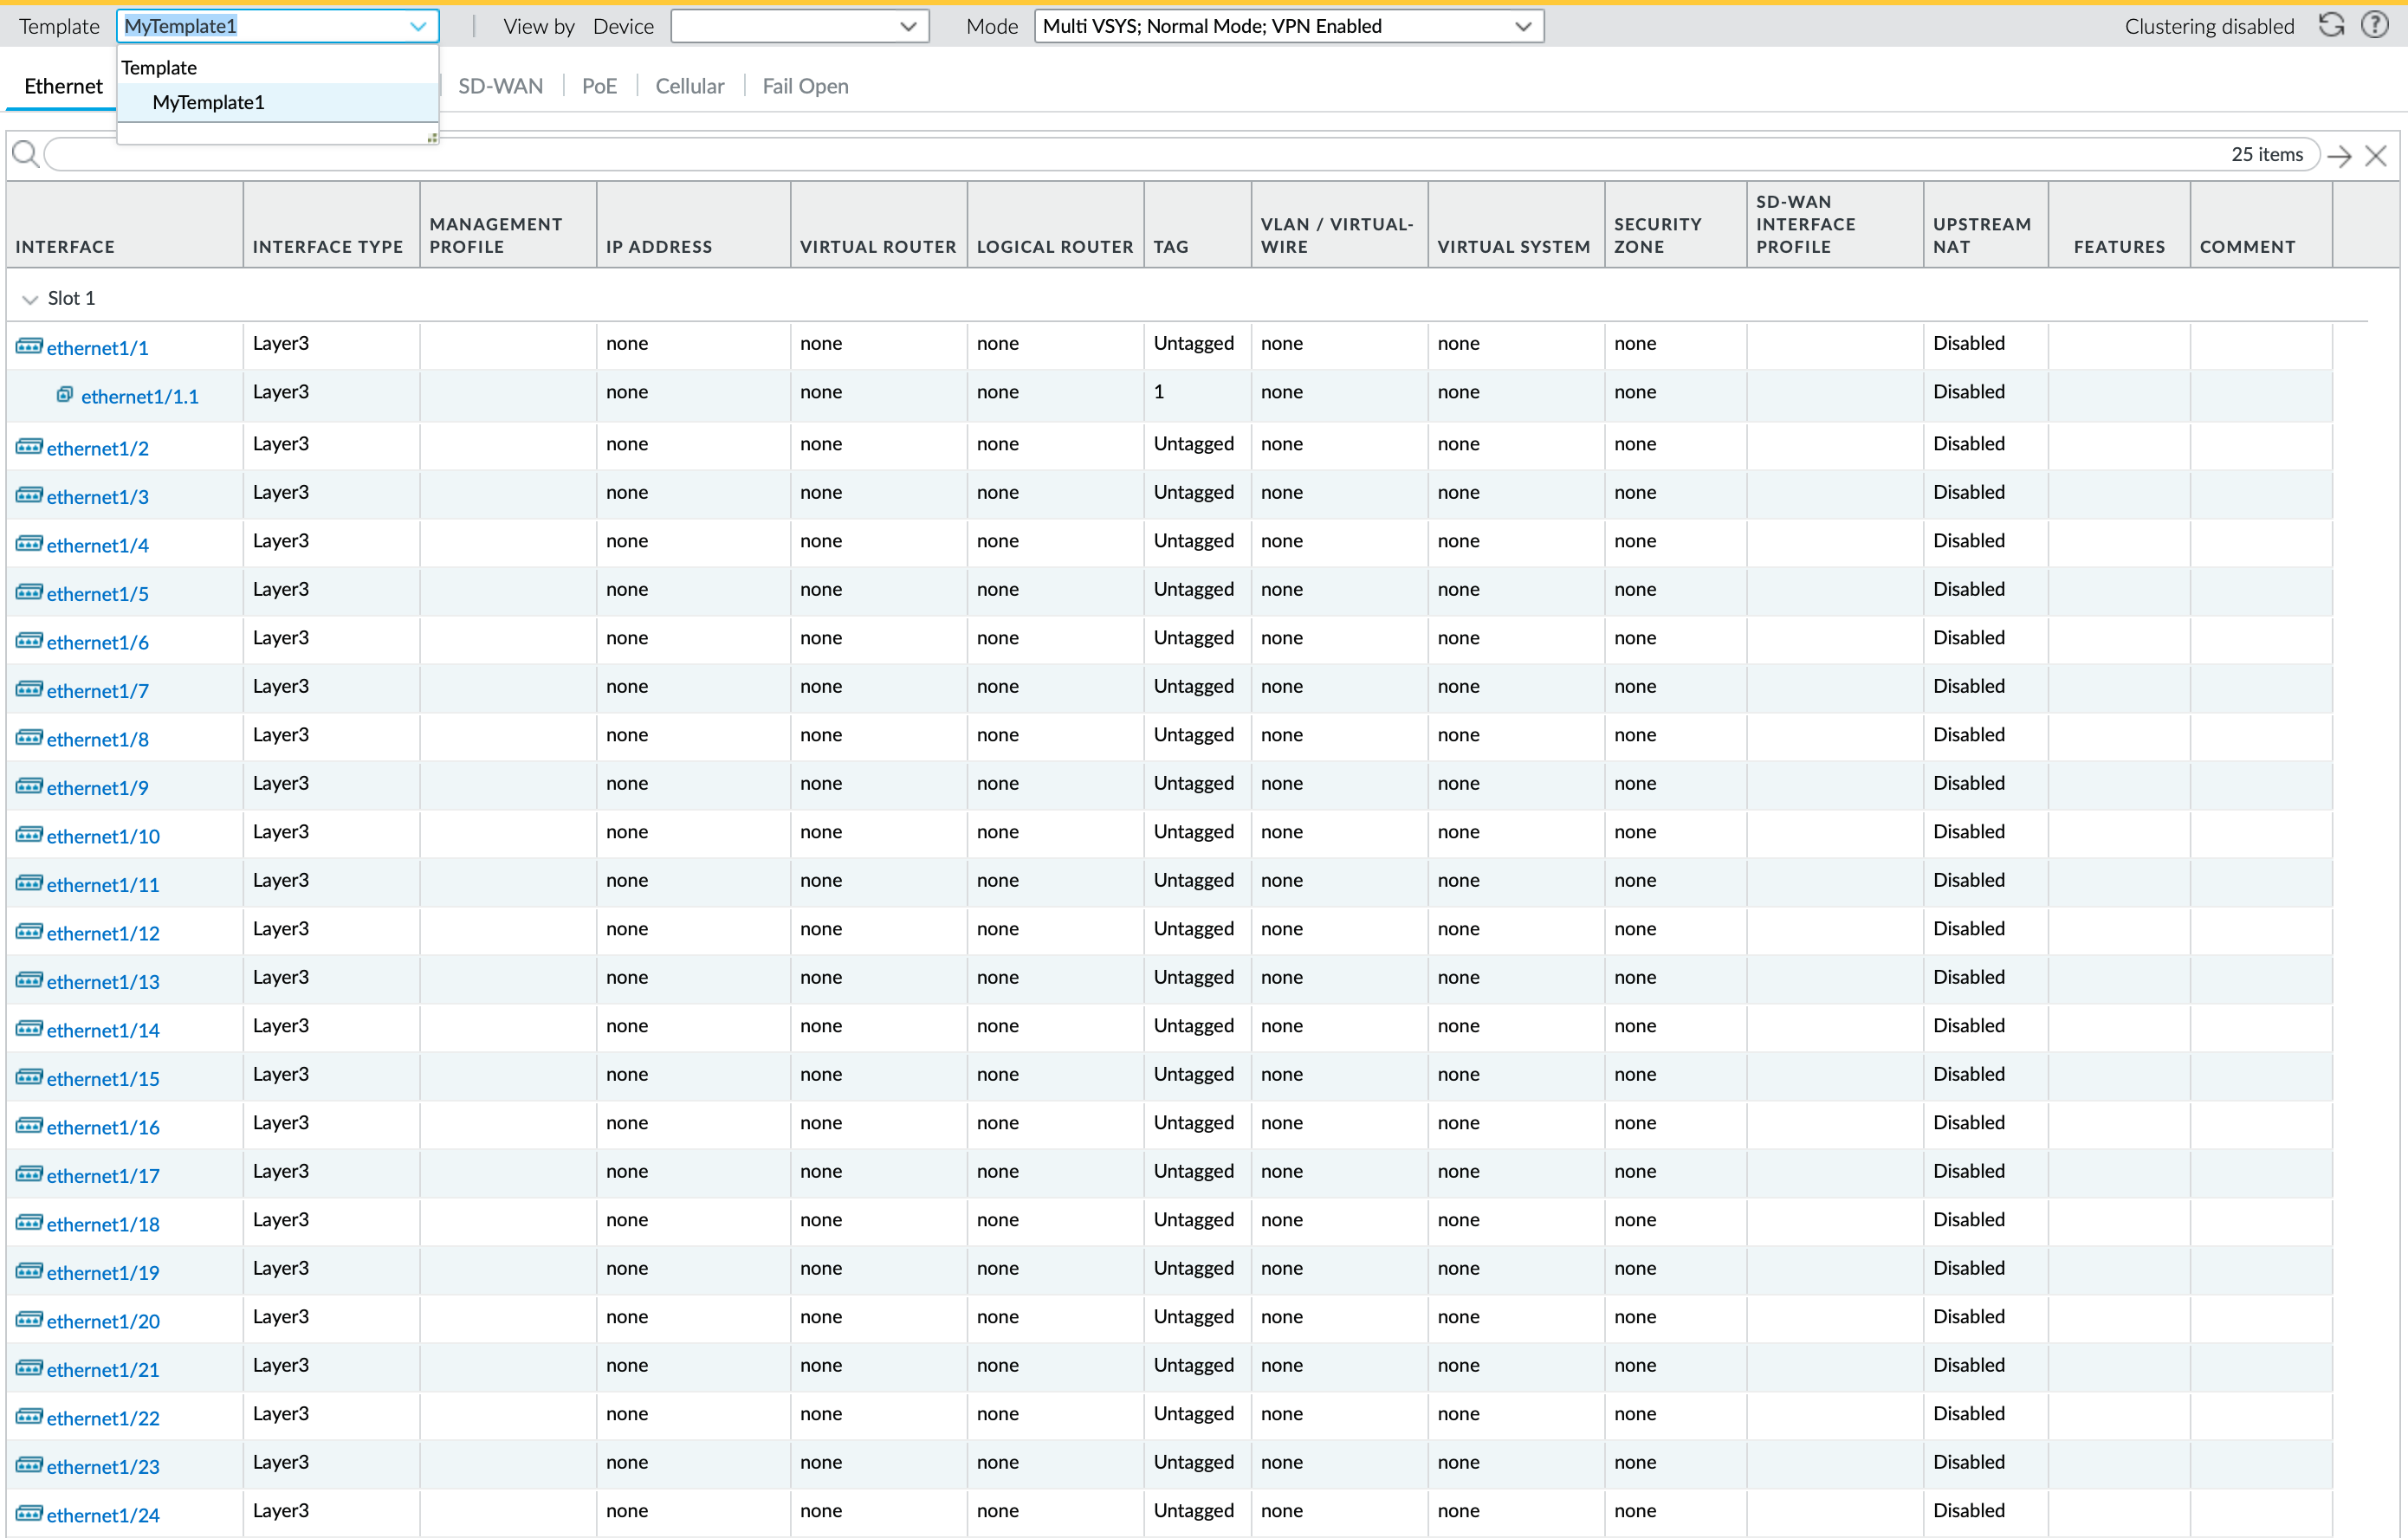 Template MyTemplate1 View by Device Mode Multi VSYS; Normal Mode; VPN Enabled Clustering disabled
Template
MyTemplate1
Ethernet SD-WAN PoE Cellular Fail Open
25 items
INTERFACE INTERFACE TYPE MANAGEMENT PROFILE IP ADDRESS VIRTUAL ROUTER LOGICAL ROUTER TAG VLAN / VIRTUAL-WIRE VIRTUAL SYSTEM SECURITY ZONE SD-WAN INTERFACE PROFILE UPSTREAM NAT FEATURES COMMENT
Slot 1
ethernet1/1 Layer3 none none none Untagged none none none Disabled
ethernet1/1.1 Layer3 none none none 1 none none none Disabled
ethernet1/2 Layer3 none none none Untagged none none none Disabled
ethernet1/3 Layer3 none none none Untagged none none none Disabled
ethernet1/4 Layer3 none none none Untagged none none none Disabled
ethernet1/5 Layer3 none none none Untagged none none none Disabled
ethernet1/6 Layer3 none none none Untagged none none none Disabled
ethernet1/7 Layer3 none none none Untagged none none none Disabled
ethernet1/8 Layer3 none none none Untagged none none none Disabled
ethernet1/9 Layer3 none none none Untagged none none none Disabled
ethernet1/10 Layer3 none none none Untagged none none none Disabled
ethernet1/11 Layer3 none none none Untagged none none none Disabled
ethernet1/12 Layer3 none none none Untagged none none none Disabled
ethernet1/13 Layer3 none none none Untagged none none none Disabled
ethernet1/14 Layer3 none none none Untagged none none none Disabled
ethernet1/15 Layer3 none none none Untagged none none none Disabled
ethernet1/16 Layer3 none none none Untagged none none none Disabled
ethernet1/17 Layer3 none none none Untagged none none none Disabled
ethernet1/18 Layer3 none none none Untagged none none none Disabled
ethernet1/19 Layer3 none none none Untagged none none none Disabled
ethernet1/20 Layer3 none none none Untagged none none none Disabled
ethernet1/21 Layer3 none none none Untagged none none none Disabled
ethernet1/22 Layer3 none none none Untagged none none none Disabled
ethernet1/23 Layer3 none none none Untagged none none none Disabled
ethernet1/24 Layer3 none none none Untagged none none none Disabled